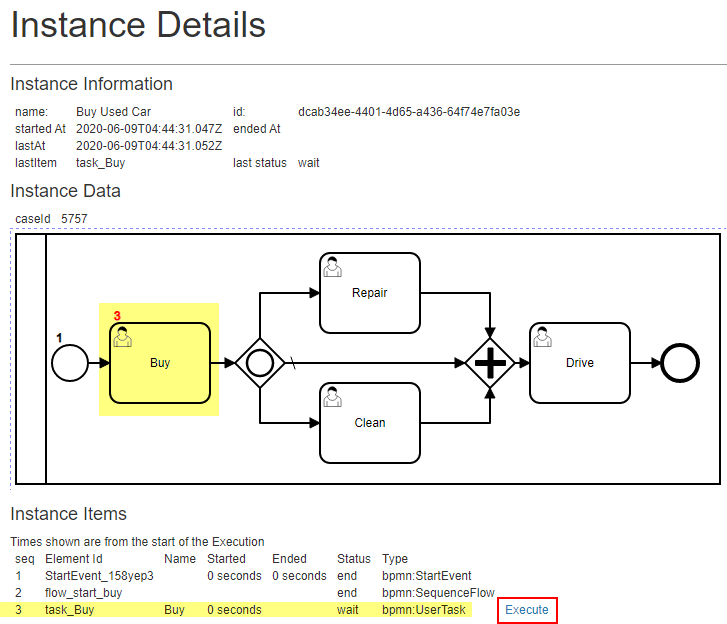 Instance Details
Instance Information
name: Buy Used Car id: dcab34ee-4401-4d65-a436-64f74e7fa03e
started At 2020-06-09T04:44:31.047Z ended At
lastAt 2020-06-09T04:44:31.052Z
lastItem task_Buy last status wait
Instance Data
caseId 5757
Repair
3
1
Buy
Drive
Clean
Instance Items
Times shown are from the start of the Execution
seq Element Id Name Started Ended Status Type
1 StartEvent_158yep3 0 seconds 0 seconds end bpmn:StartEvent
2 flow_start_buy end bpmn:SequenceFlow
3 task_Buy Buy 0 seconds wait bpmn:UserTask Execute